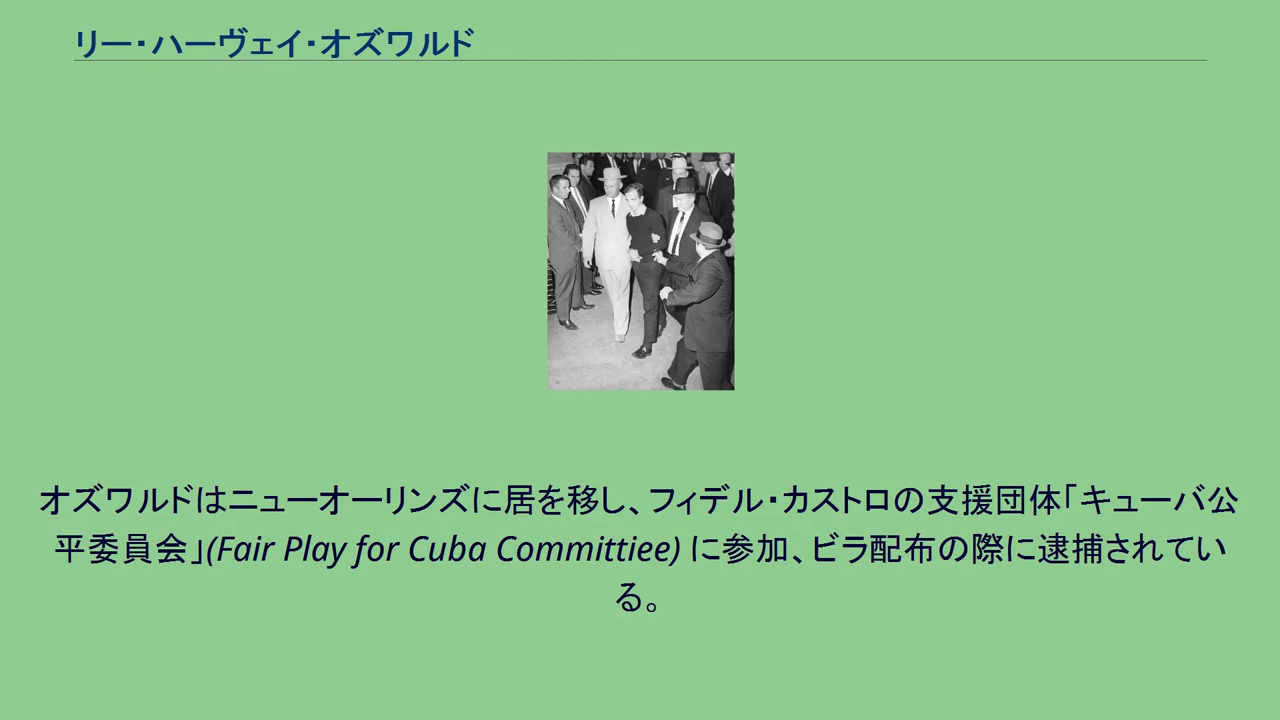 リー・ハーヴェイ・オズワルド
オズワルドはニューオーリンズに居を移し、フィデル・カストロの支援団体「キューバ公
平委員会」(Fair Play for Cuba Committiee) に参加、ビラ配布の際に逮捕されてい
る。